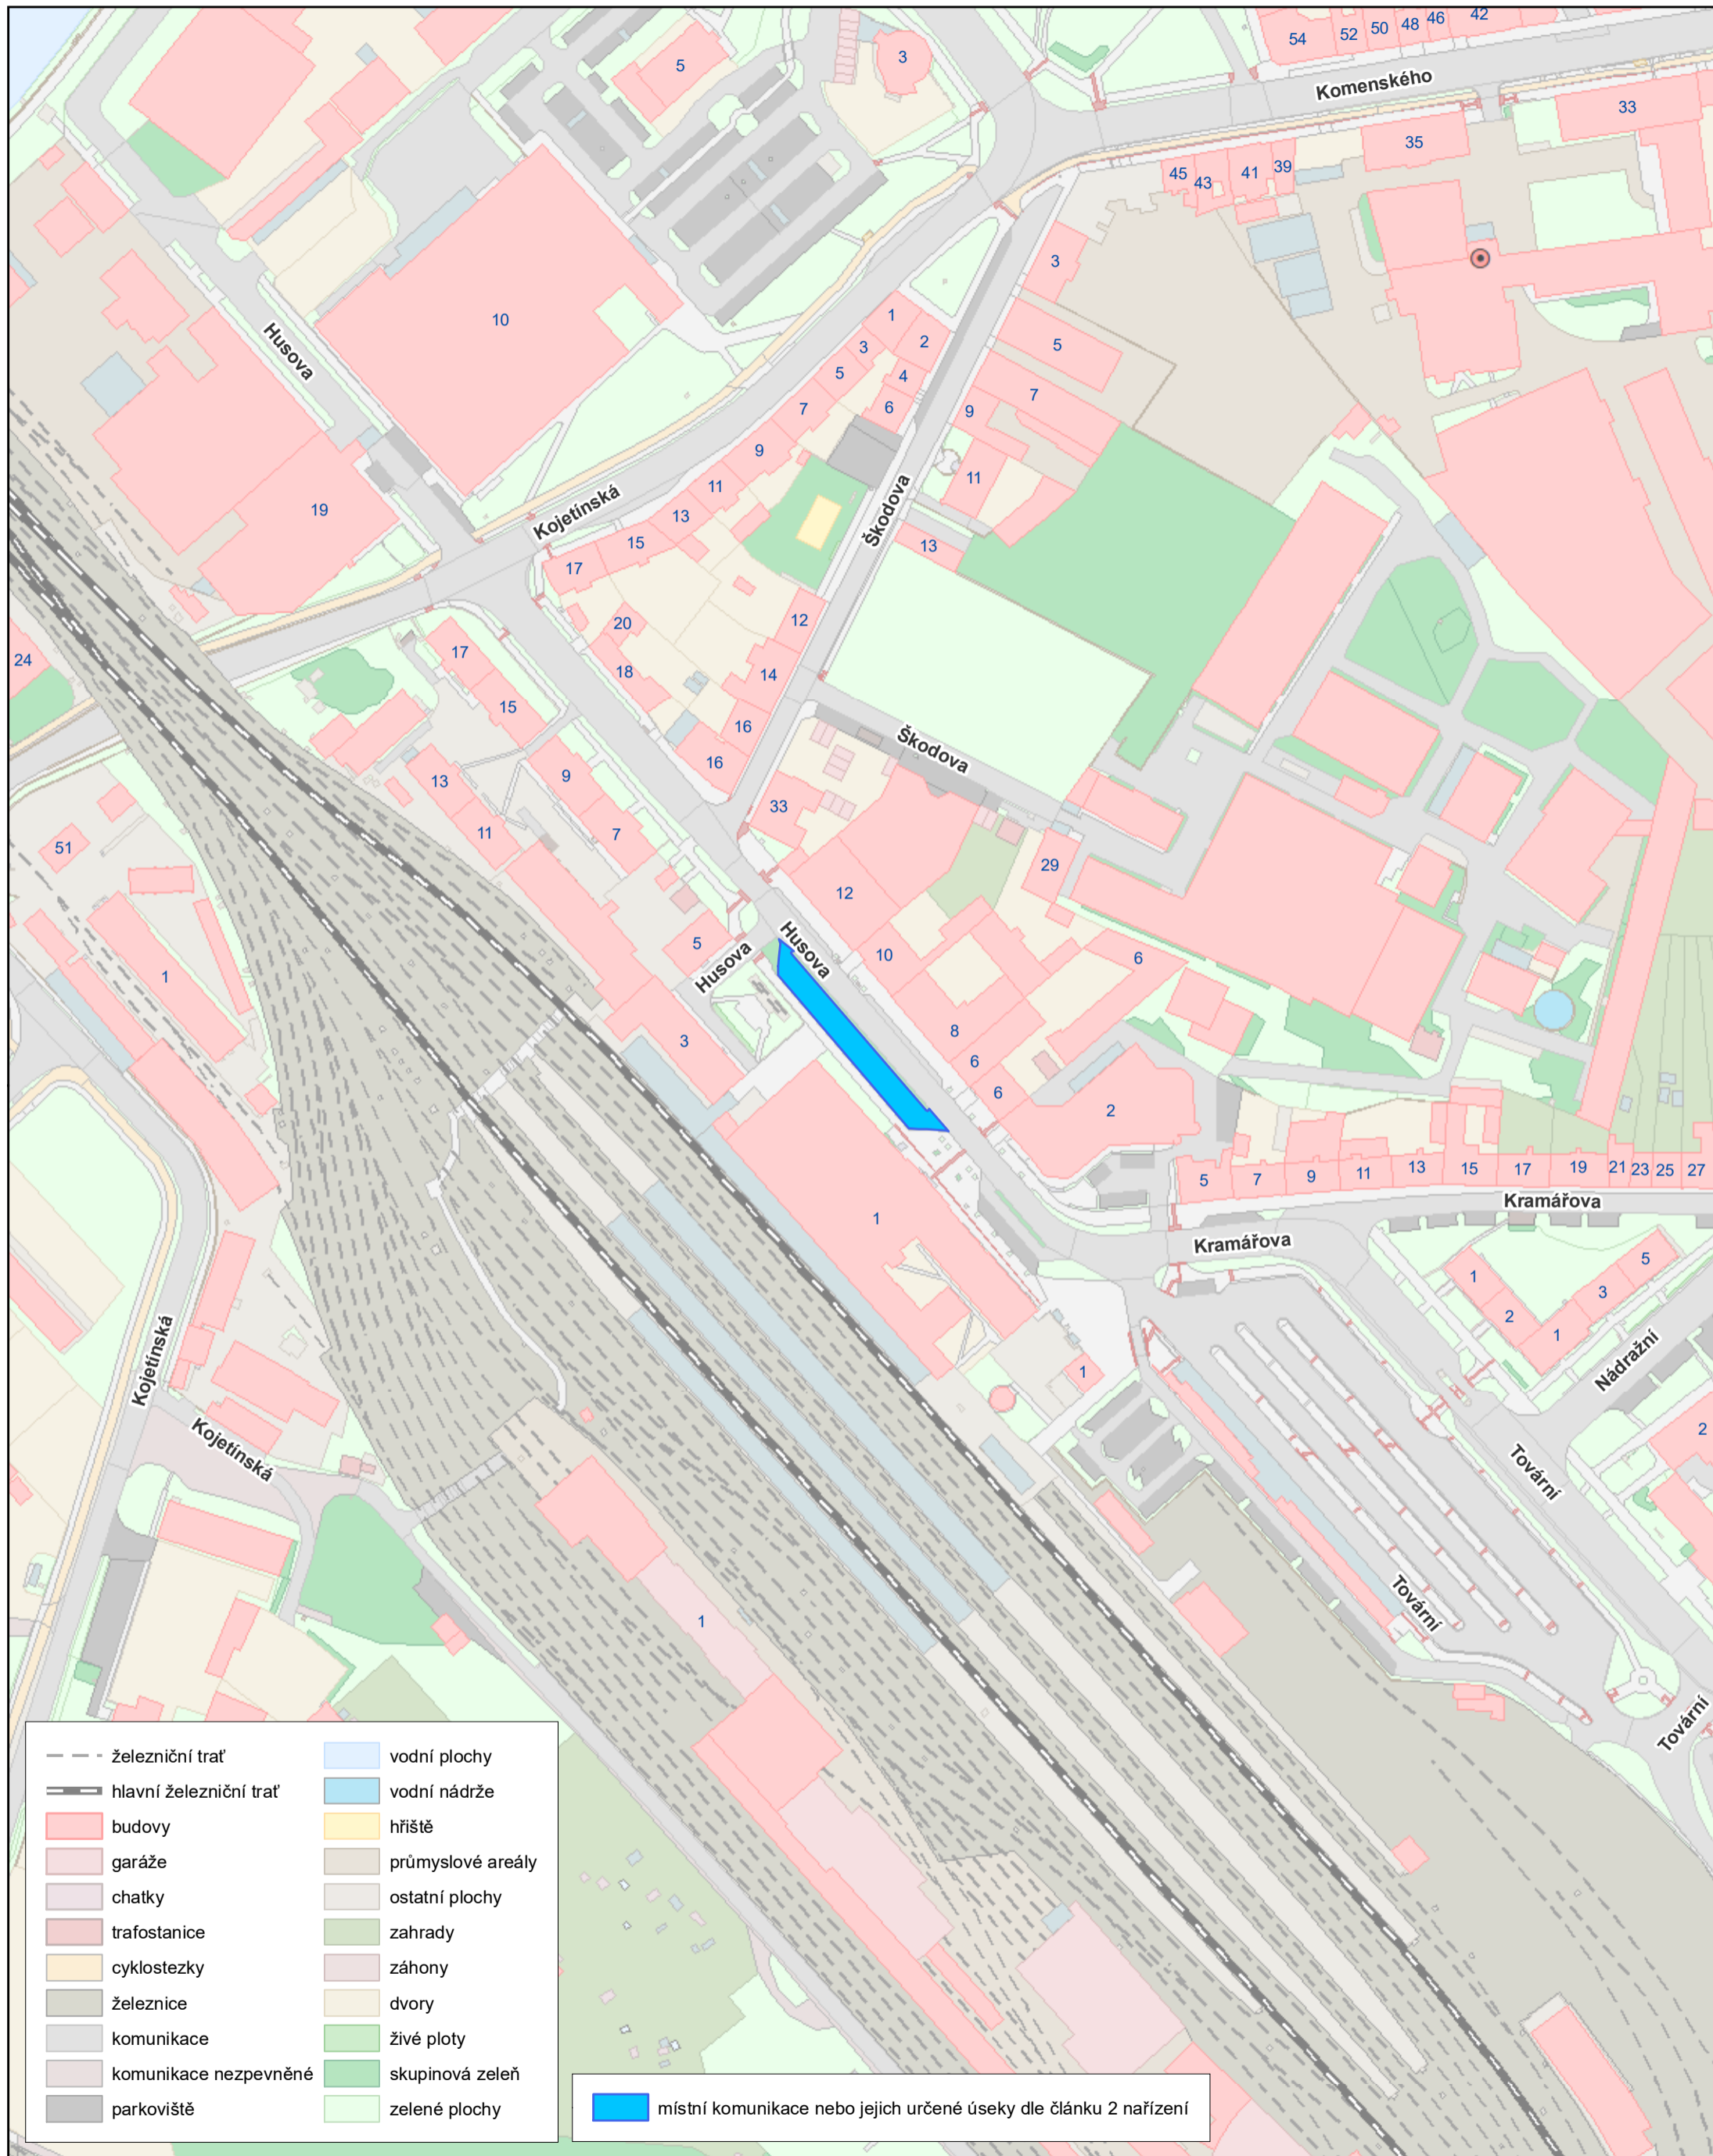 54
52
50
48
46
42
Komenského
5
3
33
35
45
43
41
39
3
10
1
2
3
5
4
5
7
6
7
9
Husova
9
11
11
19
Kojetínská
13
Škodova
15
13
17
12
20
24
17
18
14
15
16
Škodova
16
13
9
33
11
7
51
29
12
Husova
5
10
6
Husova
1
8
3
6
6
2
5
7
9
11
13
15
17
19
21
23
25
27
Kramářova
1
Kramářova
5
1
3
2
1
Nádražní
1
Kojetínská
2
Kojetínská
Tovární
Tovární
1
Tovární
železniční trať
hlavní železniční trať
budovy
garáže
chatky
trafostanice
cyklostezky
železnice
komunikace
komunikace nezpevněné
parkoviště
vodní plochy
vodní nádrže
hřiště
průmyslové areály
ostatní plochy
zahrady
záhony
dvory
živé ploty
skupinová zeleň
zelené plochy
místní komunikace nebo jejich určené úseky dle článku 2 nařízení